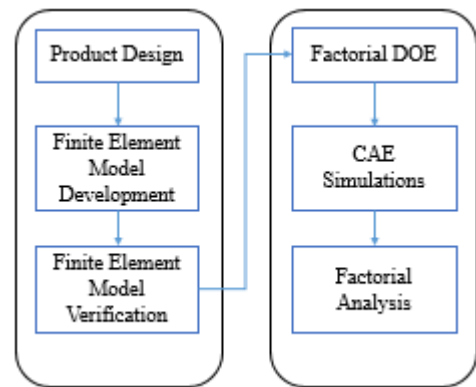 Product Design
Finite Element
Model
Development
Finite Element
Model
Verification
Factorial DOE
CAE
Simulations
Factorial
Analysis